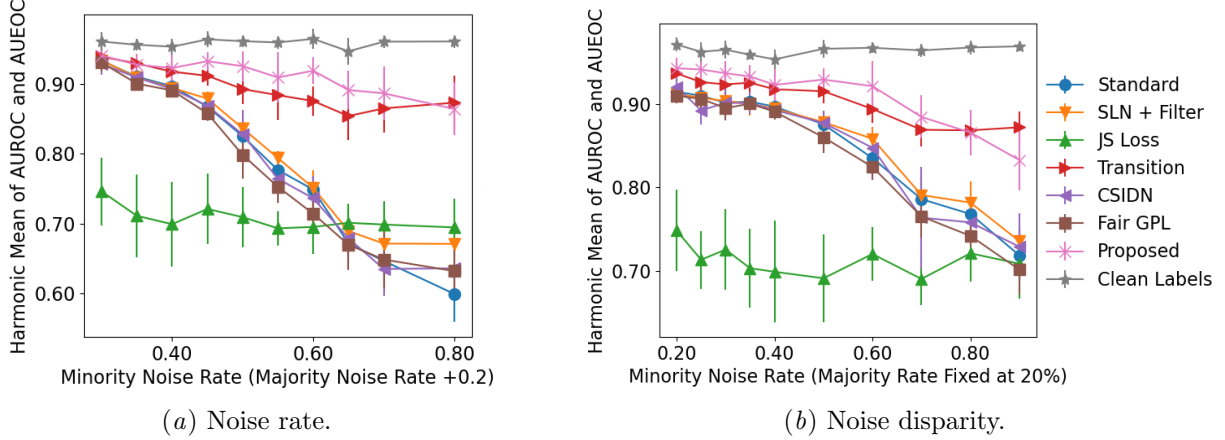 Harmonic Mean of AUROC and AUEOC
0.90
0.80
0.70
0.60
0.40
0.60
0.80
Minority Noise Rate (Majority Noise Rate +0.2)
(a) Noise rate.
Harmonic Mean of AUROC and AUEOC
0.90
0.80
0.70
0.20
0.40
0.60
0.80
Minority Noise Rate (Majority Rate Fixed at 20%)
(b) Noise disparity.
Standard
SLN + Filter
JS Loss
Transition
CSIDN
Fair GPL
Proposed
Clean Labels